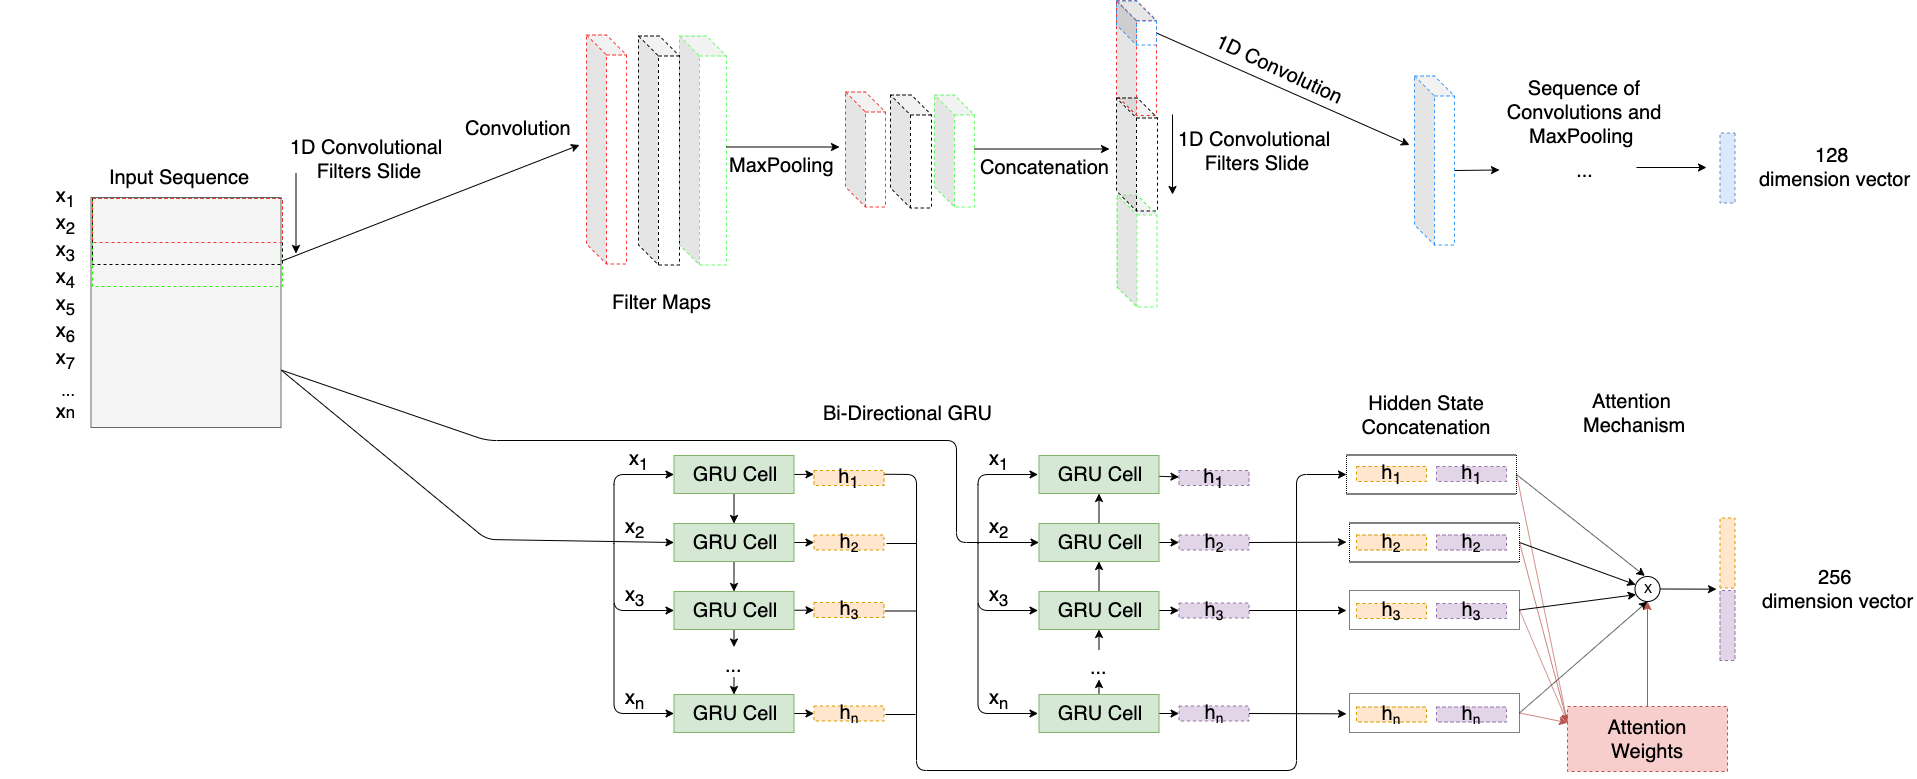 Input Sequence
x1
x2
x3
x4
x5
x6
x7
...
xn
1D Convolutional
Filters Slide
Convolution
Filter Maps
MaxPooling
Concatenation
1D Convolutional
Filters Slide
1D Convolution
Sequence of
Convolutions and
MaxPooling
...
128
dimension vector
Bi-Directional GRU
x1
GRU Cell
h1
x2
GRU Cell
h2
x3
GRU Cell
h3
...
xn
GRU Cell
hn
x1
GRU Cell
h1
x2
GRU Cell
h2
x3
GRU Cell
h3
...
xn
GRU Cell
hn
Hidden State
Concatenation
h1 h1
h2 h2
h3 h3
hn hn
Attention
Mechanism
x
Attention
Weights
256
dimension vector